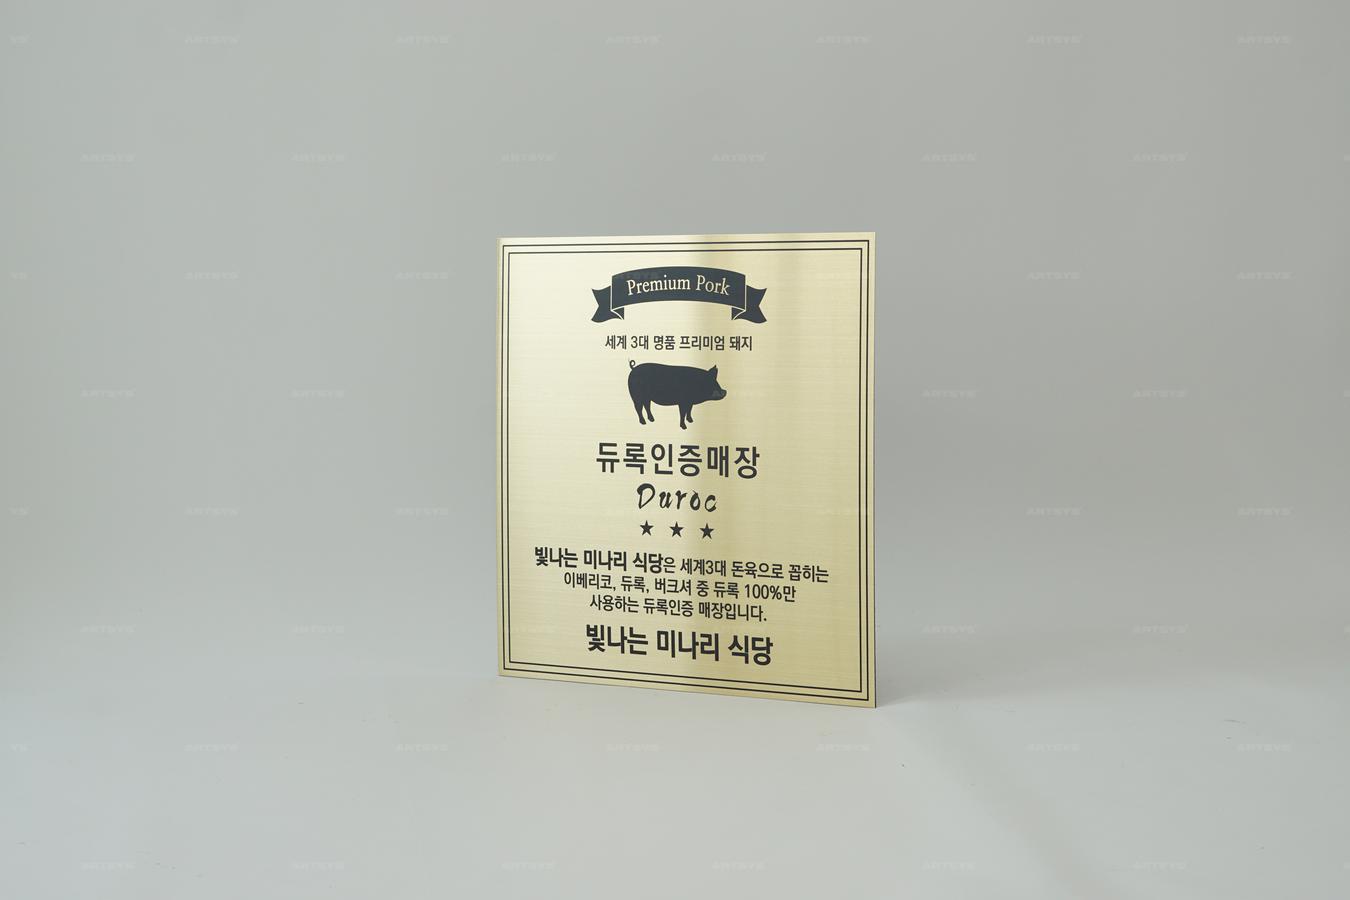 Premium Pork
세계 3대 명품 프리미엄 돼지
듀록인증매장
Duroc
빛나는 미나리 식당은 세계3대 돈육으로 꼽히는
이베리코, 듀록, 버크셔 중 듀록 100%만
사용하는 듀록인증 매장입니다.
빛나는 미나리 식당
ARTSYS